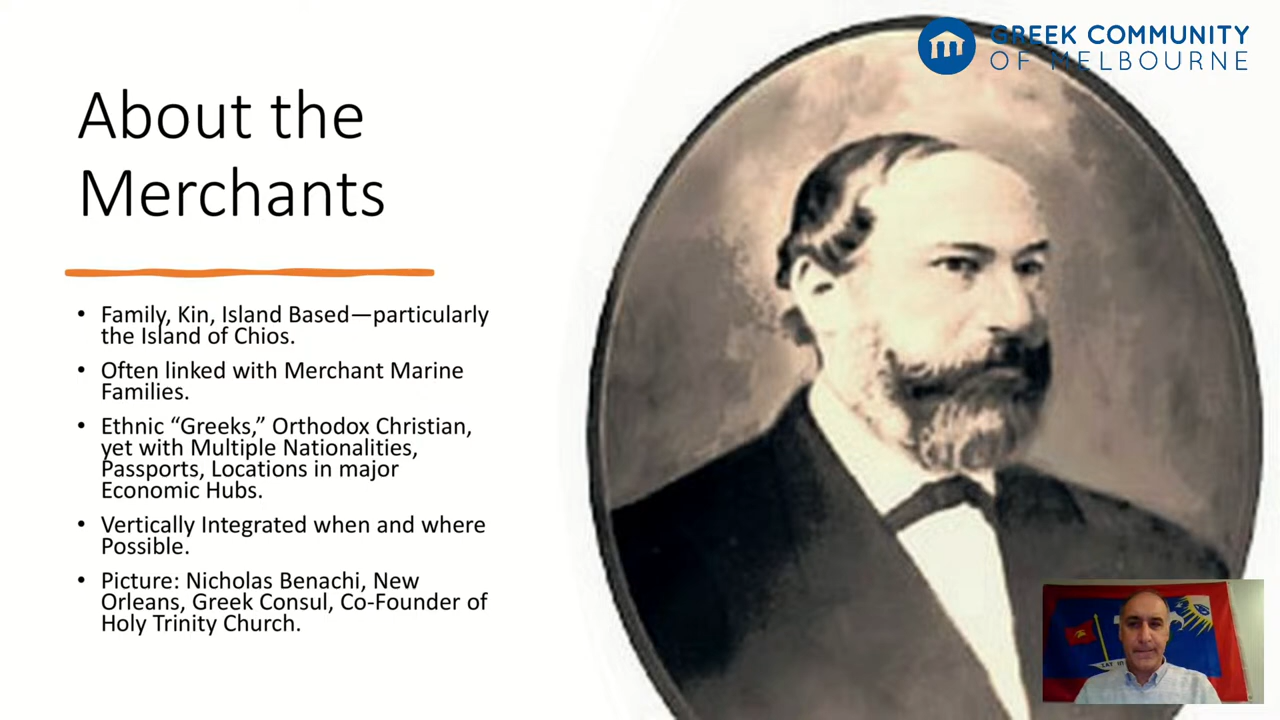 GREEK COMMUNITY
OF MELBOURNE
About the
Merchants
• Family, Kin, Island Based—particularly
the Island of Chios.
• Often linked with Merchant Marine
Families.
• Ethnic “Greeks,” Orthodox Christian,
yet with Multiple Nationalities,
Passports, Locations in major
Economic Hubs.
• Vertically Integrated when and where
Possible.
• Picture: Nicholas Benachi, New
Orleans, Greek Consul, Co-Founder of
Holy Trinity Church.